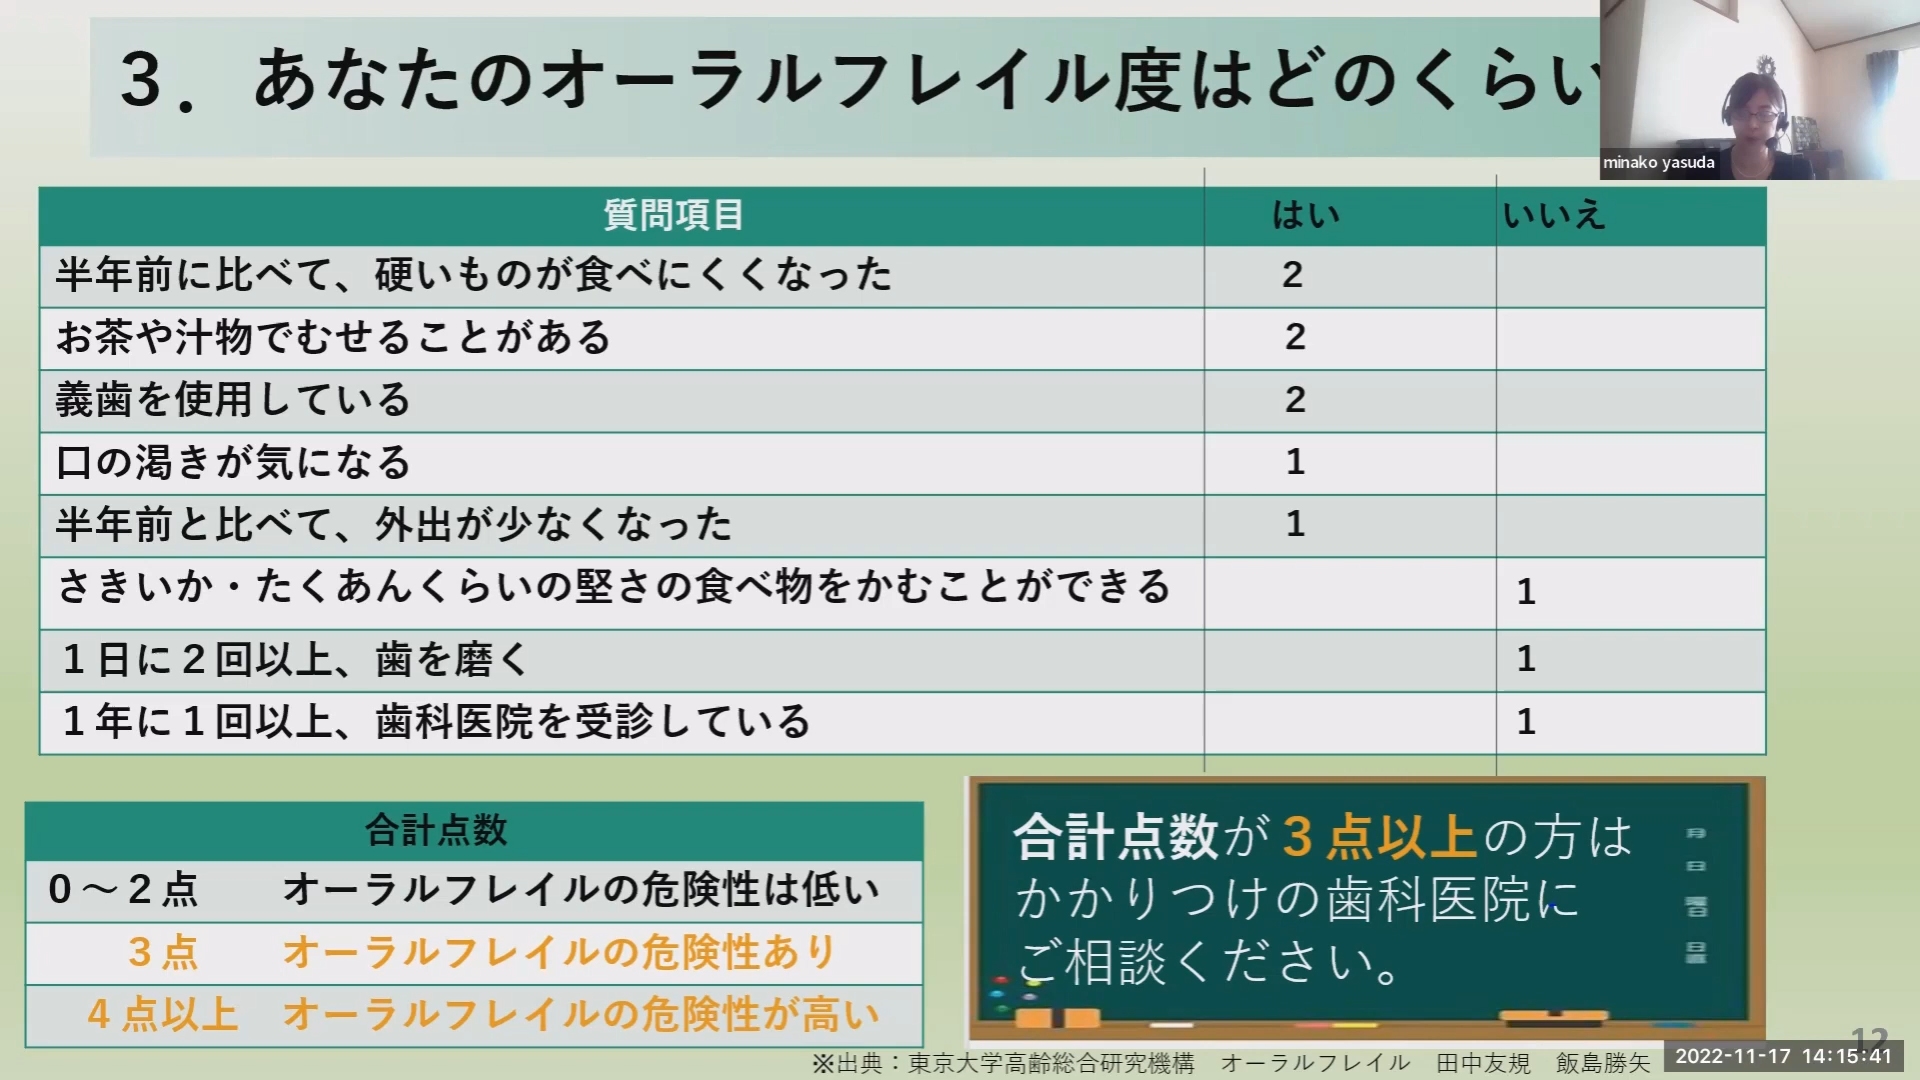 ３．あなたのオーラルフレイル度はどのくらい
minako yasuda
質問項目 はい いいえ
半年前に比べて、硬いものが食べにくくなった 2
お茶や汁物でむせることがある 2
義歯を使用している 2
口の渇きが気になる 1
半年前と比べて、外出が少なくなった 1
さきいか・たくあんくらいの堅さの食べ物をかむことができる 1
１日に２回以上、歯を磨く 1
１年に１回以上、歯科医院を受診している 1
合計点数
０～２点 オーラルフレイルの危険性は低い
３点 オーラルフレイルの危険性あり
４点以上 オーラルフレイルの危険性が高い
合計点数が３点以上の方は
かかりつけの歯科医院に
ご相談ください。
月
日
曜日
日直
※出典：東京大学高齢総合研究機構 オーラルフレイル 田中友規 飯島勝矢
12
2022-11-17 14:15:41